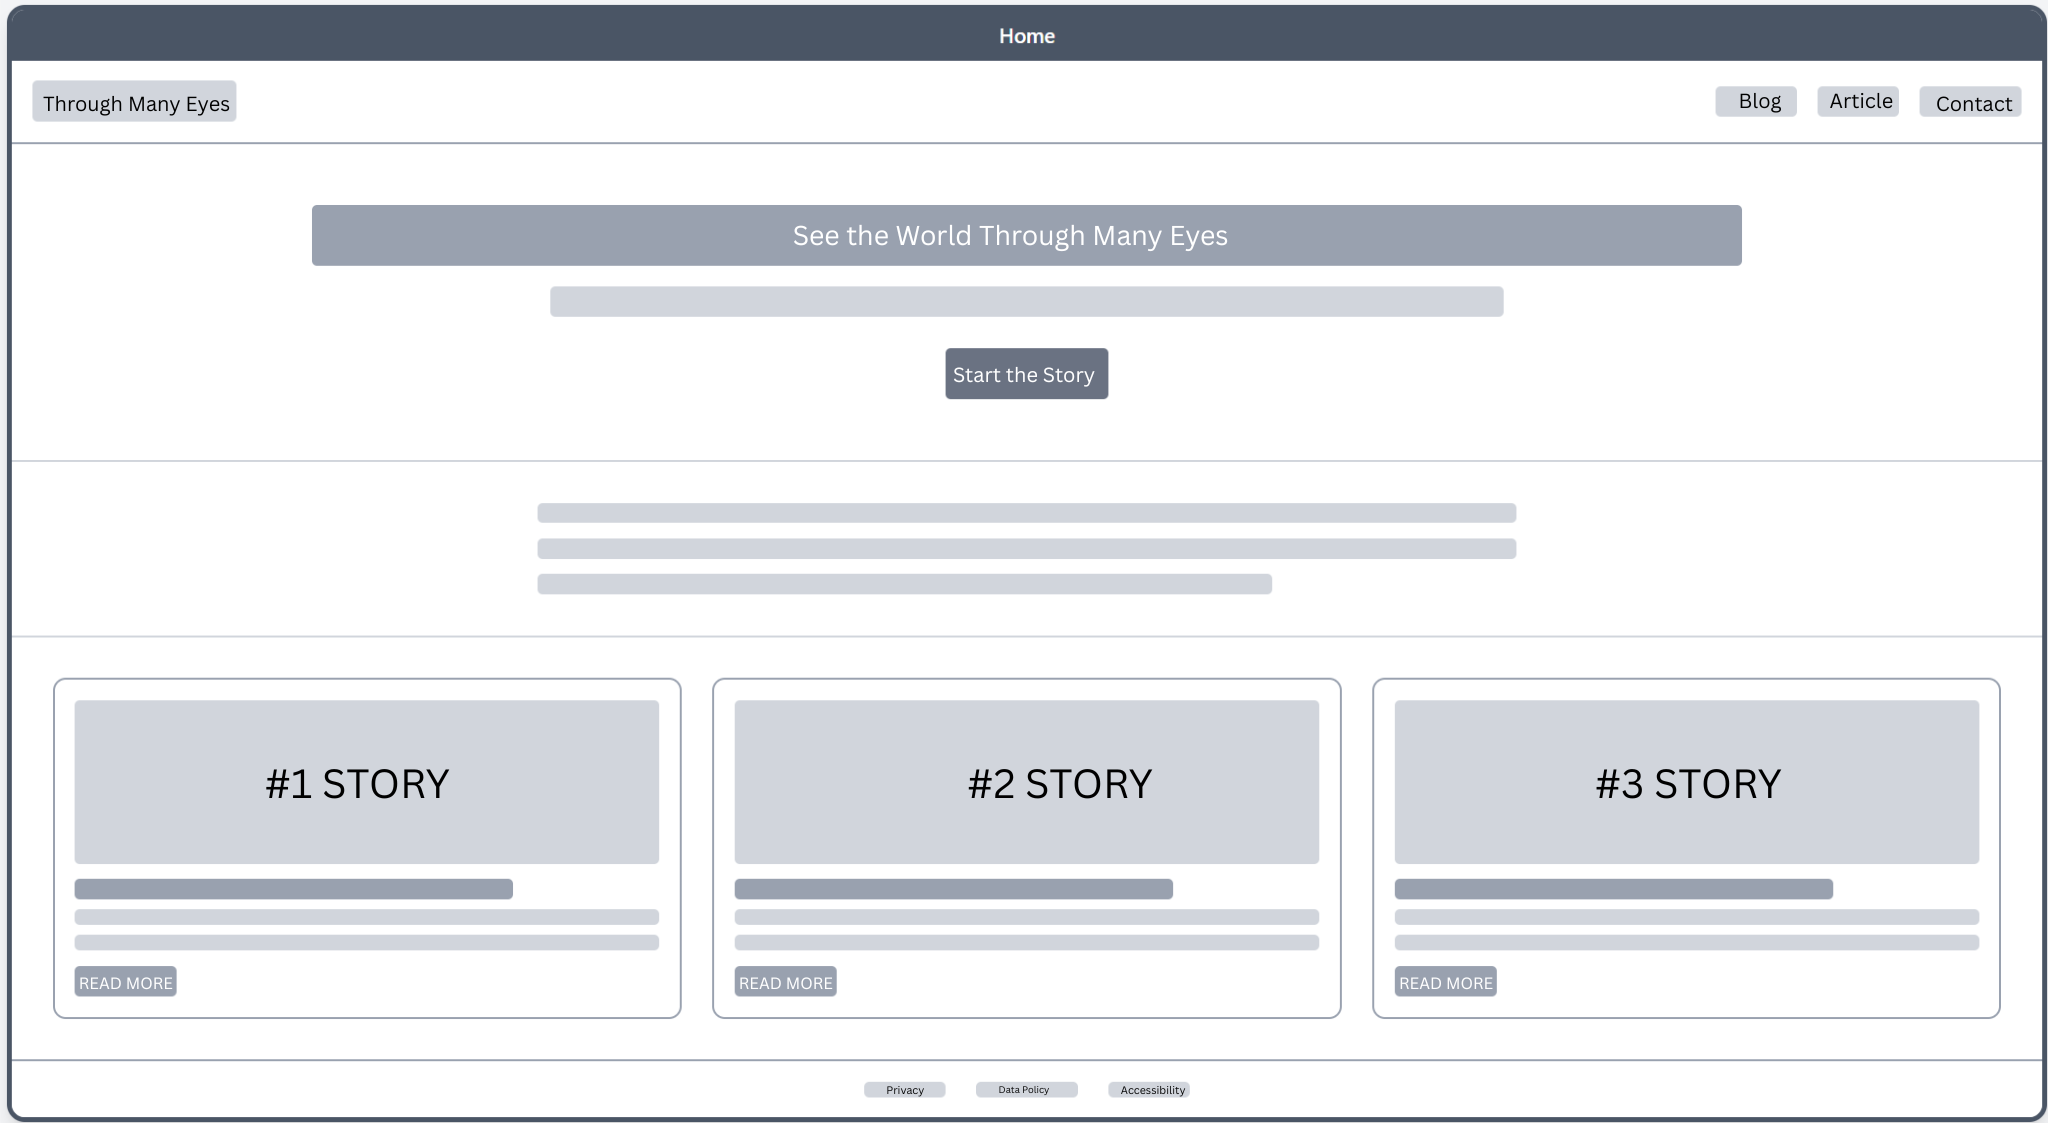 Home
Through Many Eyes
Blog
Article
Contact
See the World Through Many Eyes
Start the Story
#1 STORY
#2 STORY
#3 STORY
READ MORE
READ MORE
READ MORE
Privacy
Data Policy
Accessibility